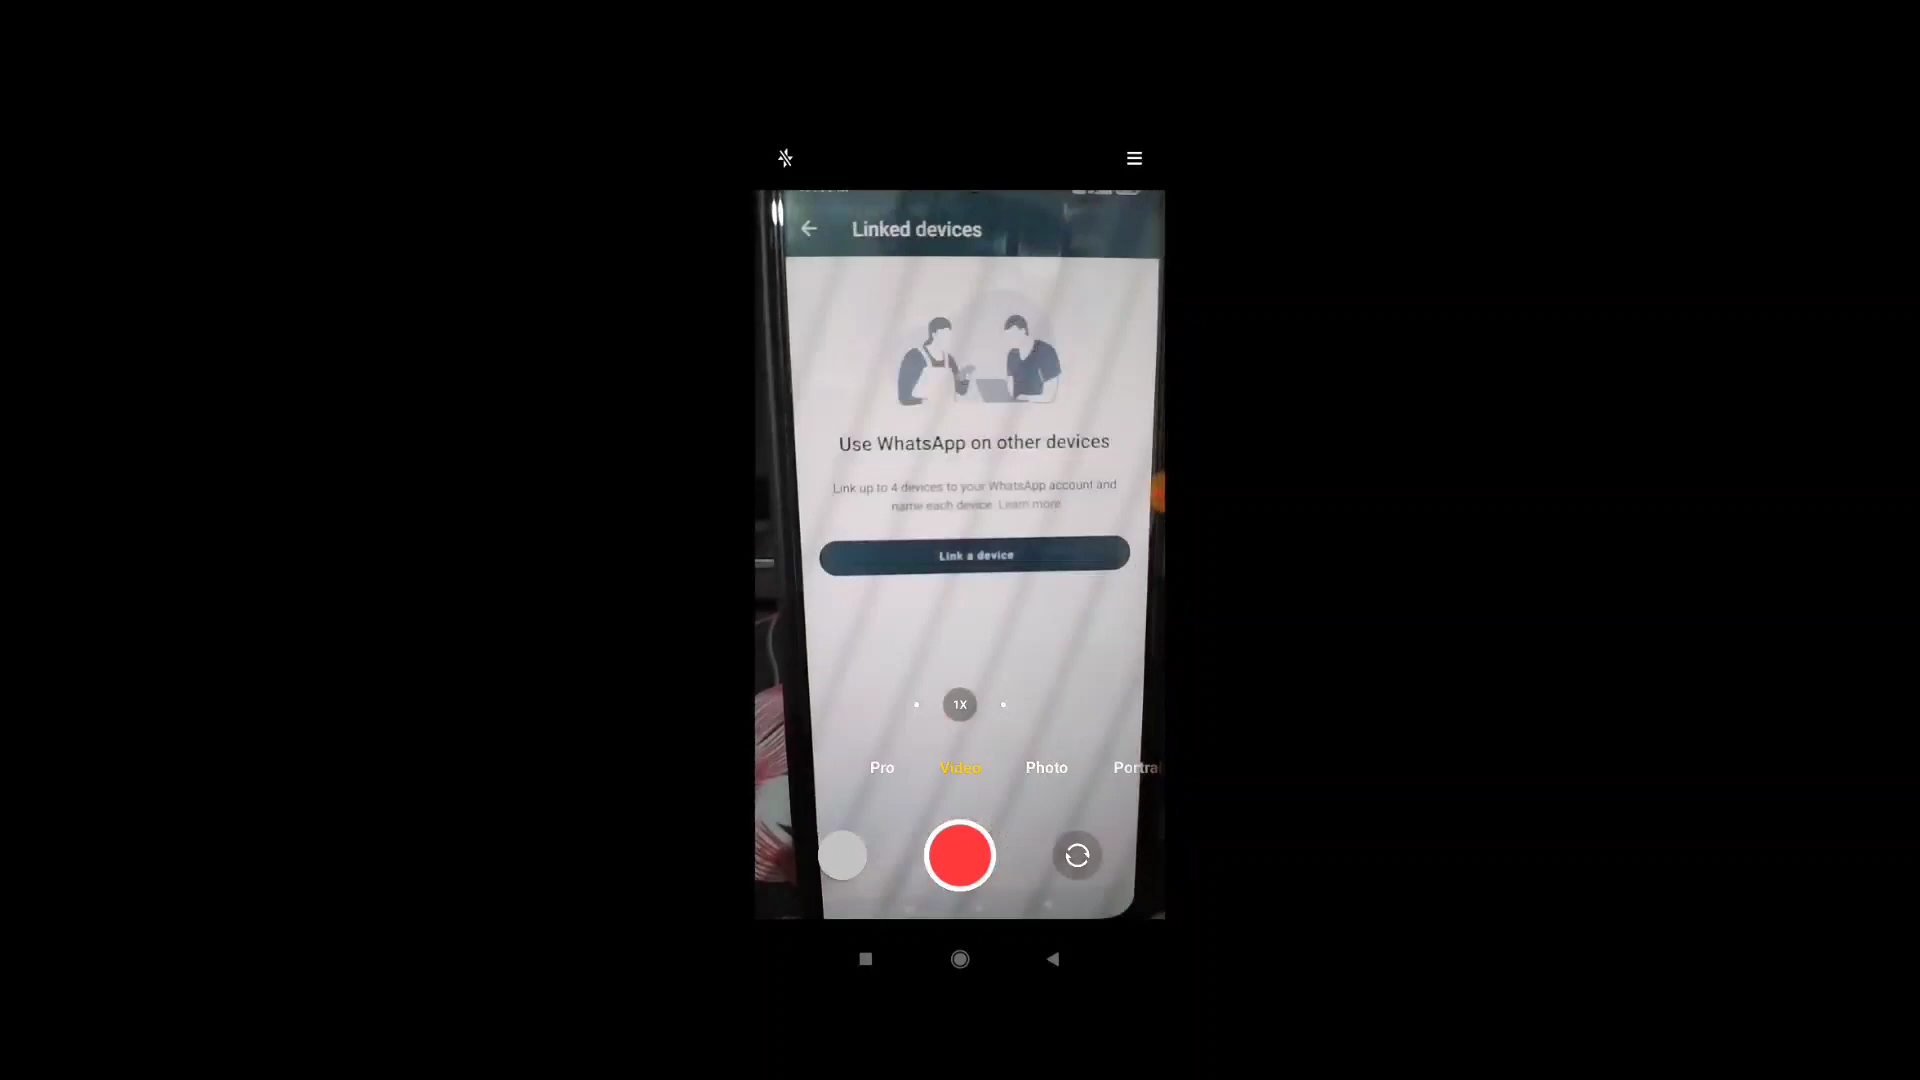 Linked devices
Use WhatsApp on other devices
Link up to 4 devices to your WhatsApp account and
name each device. Learn more
Link a device
1X
Pro Video Photo Portra